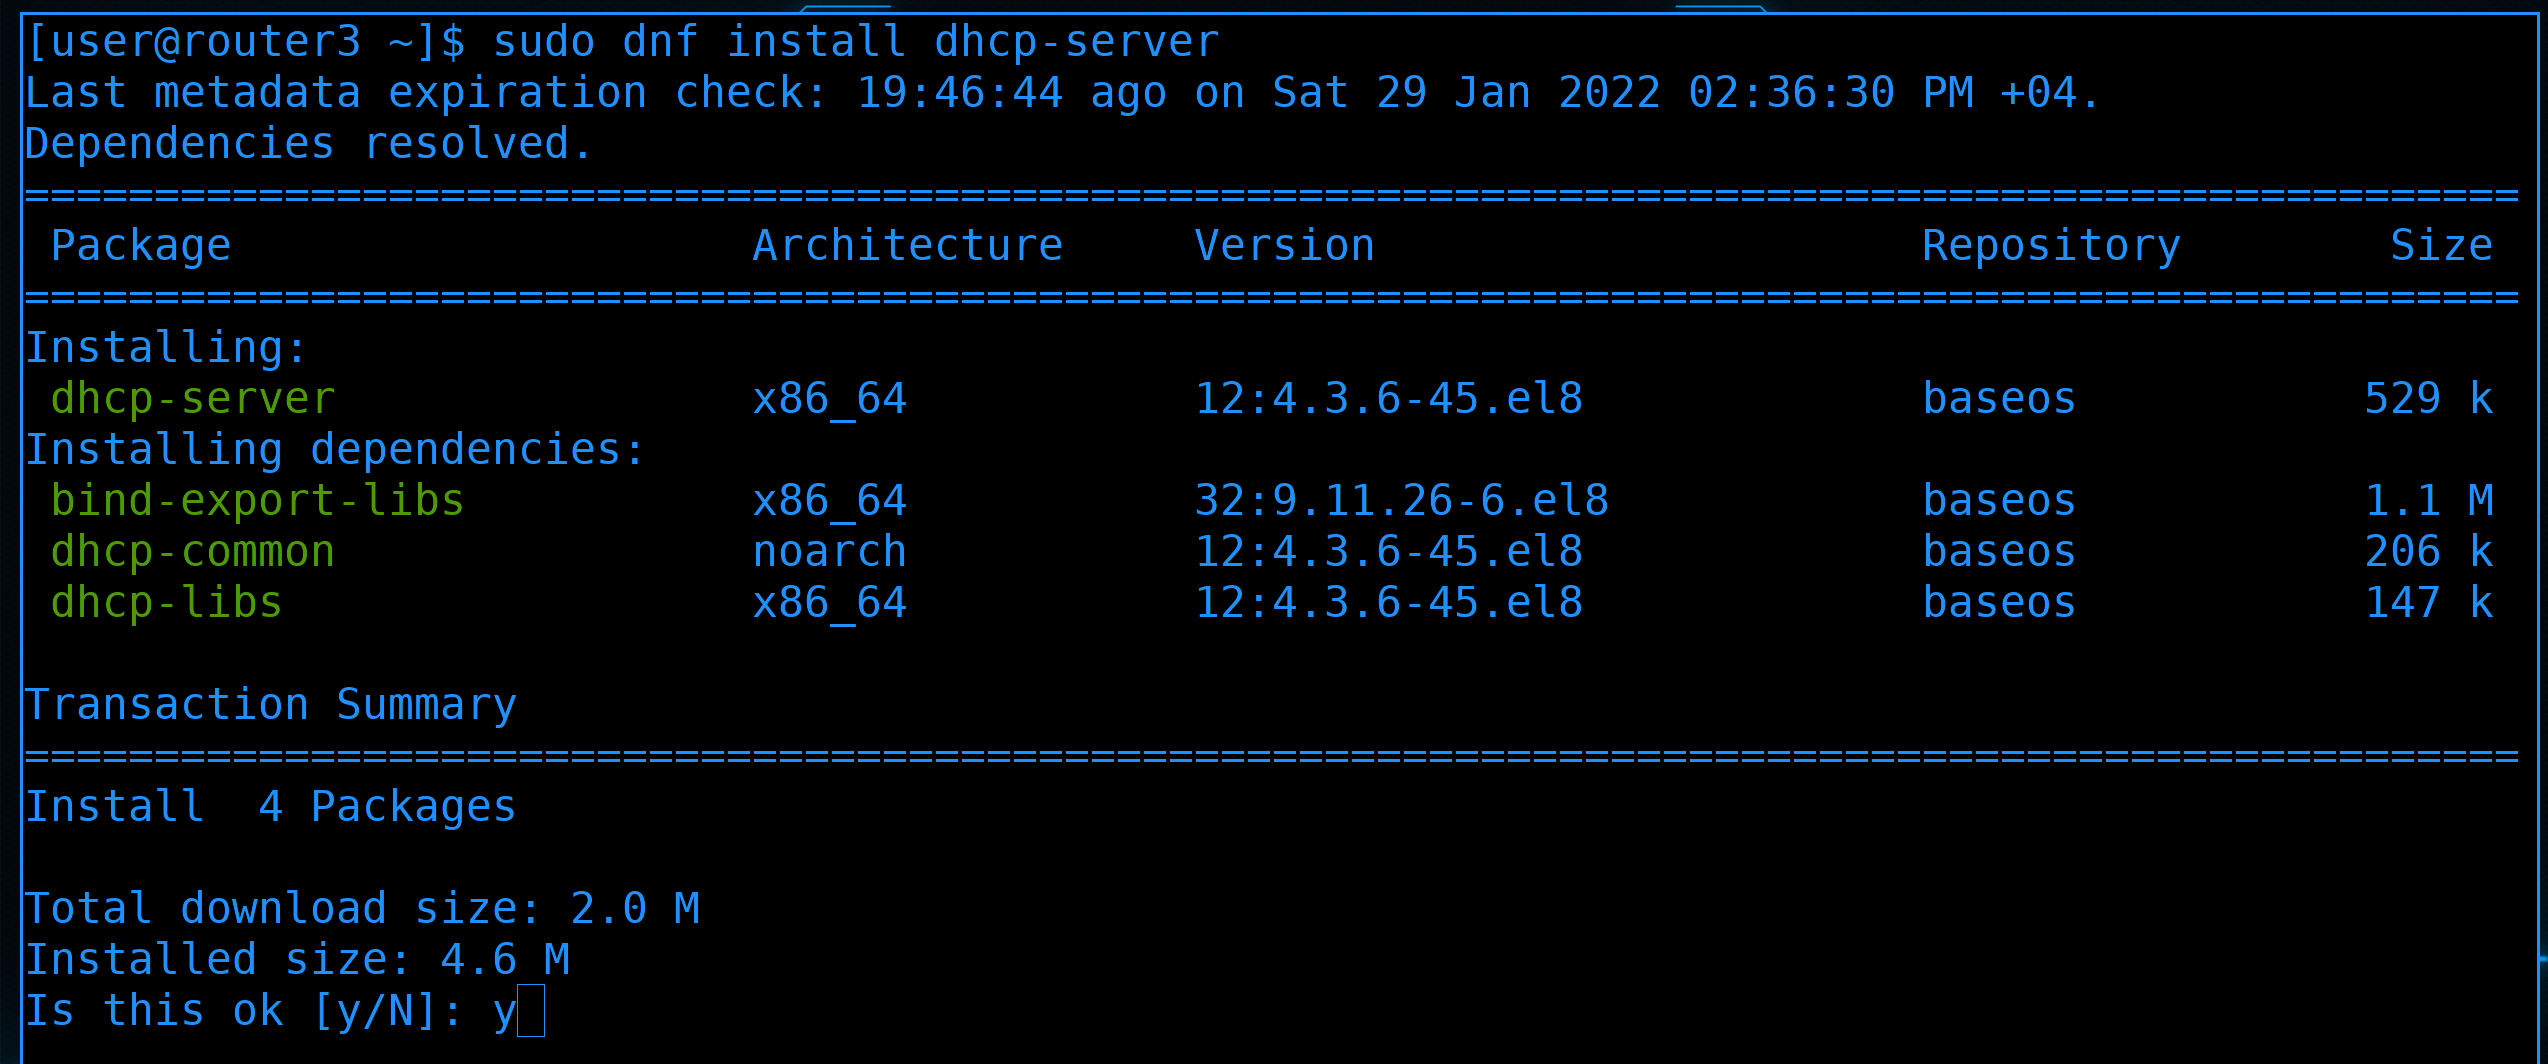 [user@router3 ~]$ sudo dnf install dhcp-server
Last metadata expiration check: 19:46:44 ago on Sat 29 Jan 2022 02:36:30 PM +04.
Dependencies resolved.
================================================================================================
 Package                    Architecture     Version                     Repository        Size
================================================================================================
Installing:
 dhcp-server                x86_64           12:4.3.6-45.el8             baseos           529 k
Installing dependencies:
 bind-export-libs           x86_64           32:9.11.26-6.el8            baseos           1.1 M
 dhcp-common                noarch           12:4.3.6-45.el8             baseos           206 k
 dhcp-libs                  x86_64           12:4.3.6-45.el8             baseos           147 k
Transaction Summary
================================================================================================
Install  4 Packages
Total download size: 2.0 M
Installed size: 4.6 M
Is this ok [y/N]: y